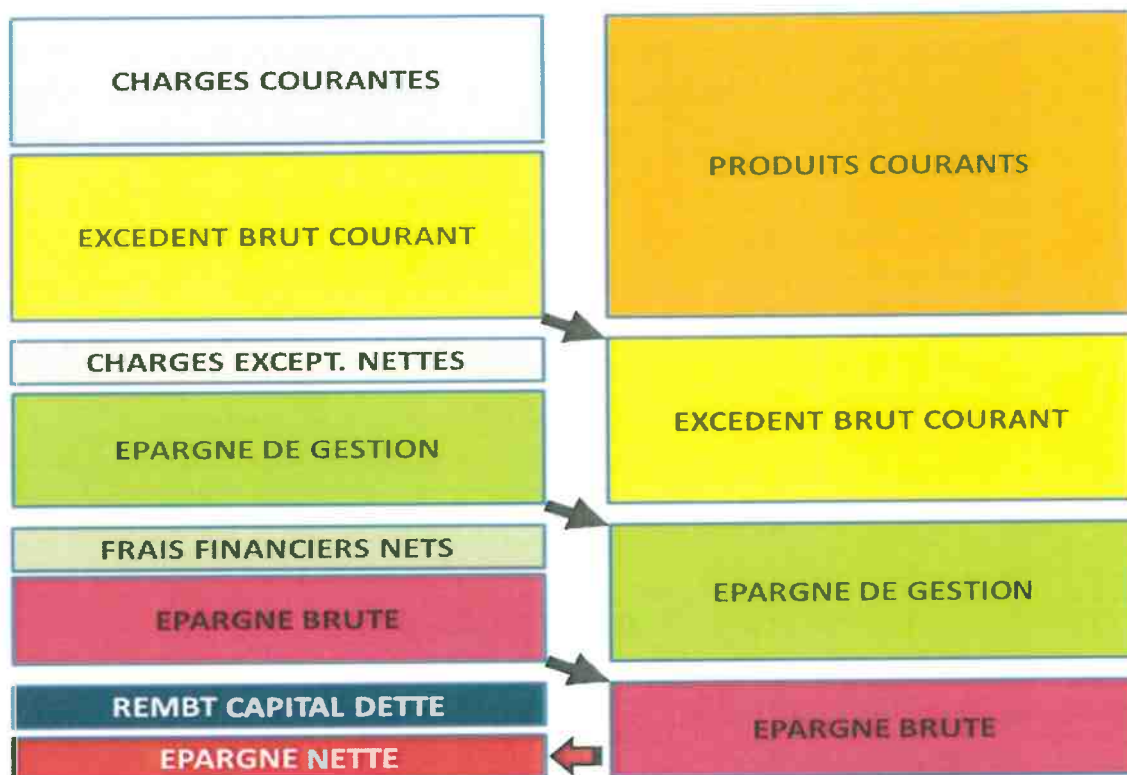 CHARGES COURANTES
EXCEDENT BRUT COURANT
CHARGES EXCEPT. NETTES
EPARGNE DE GESTION
FRAIS FINANCIERS NETS
EPARGNE BRUTE
REMBT CAPITAL DETTE
EPARGNE NETTE
PRODUITS COURANTS
EXCEDENT BRUT COURANT
EPARGNE DE GESTION
EPARGNE BRUTE